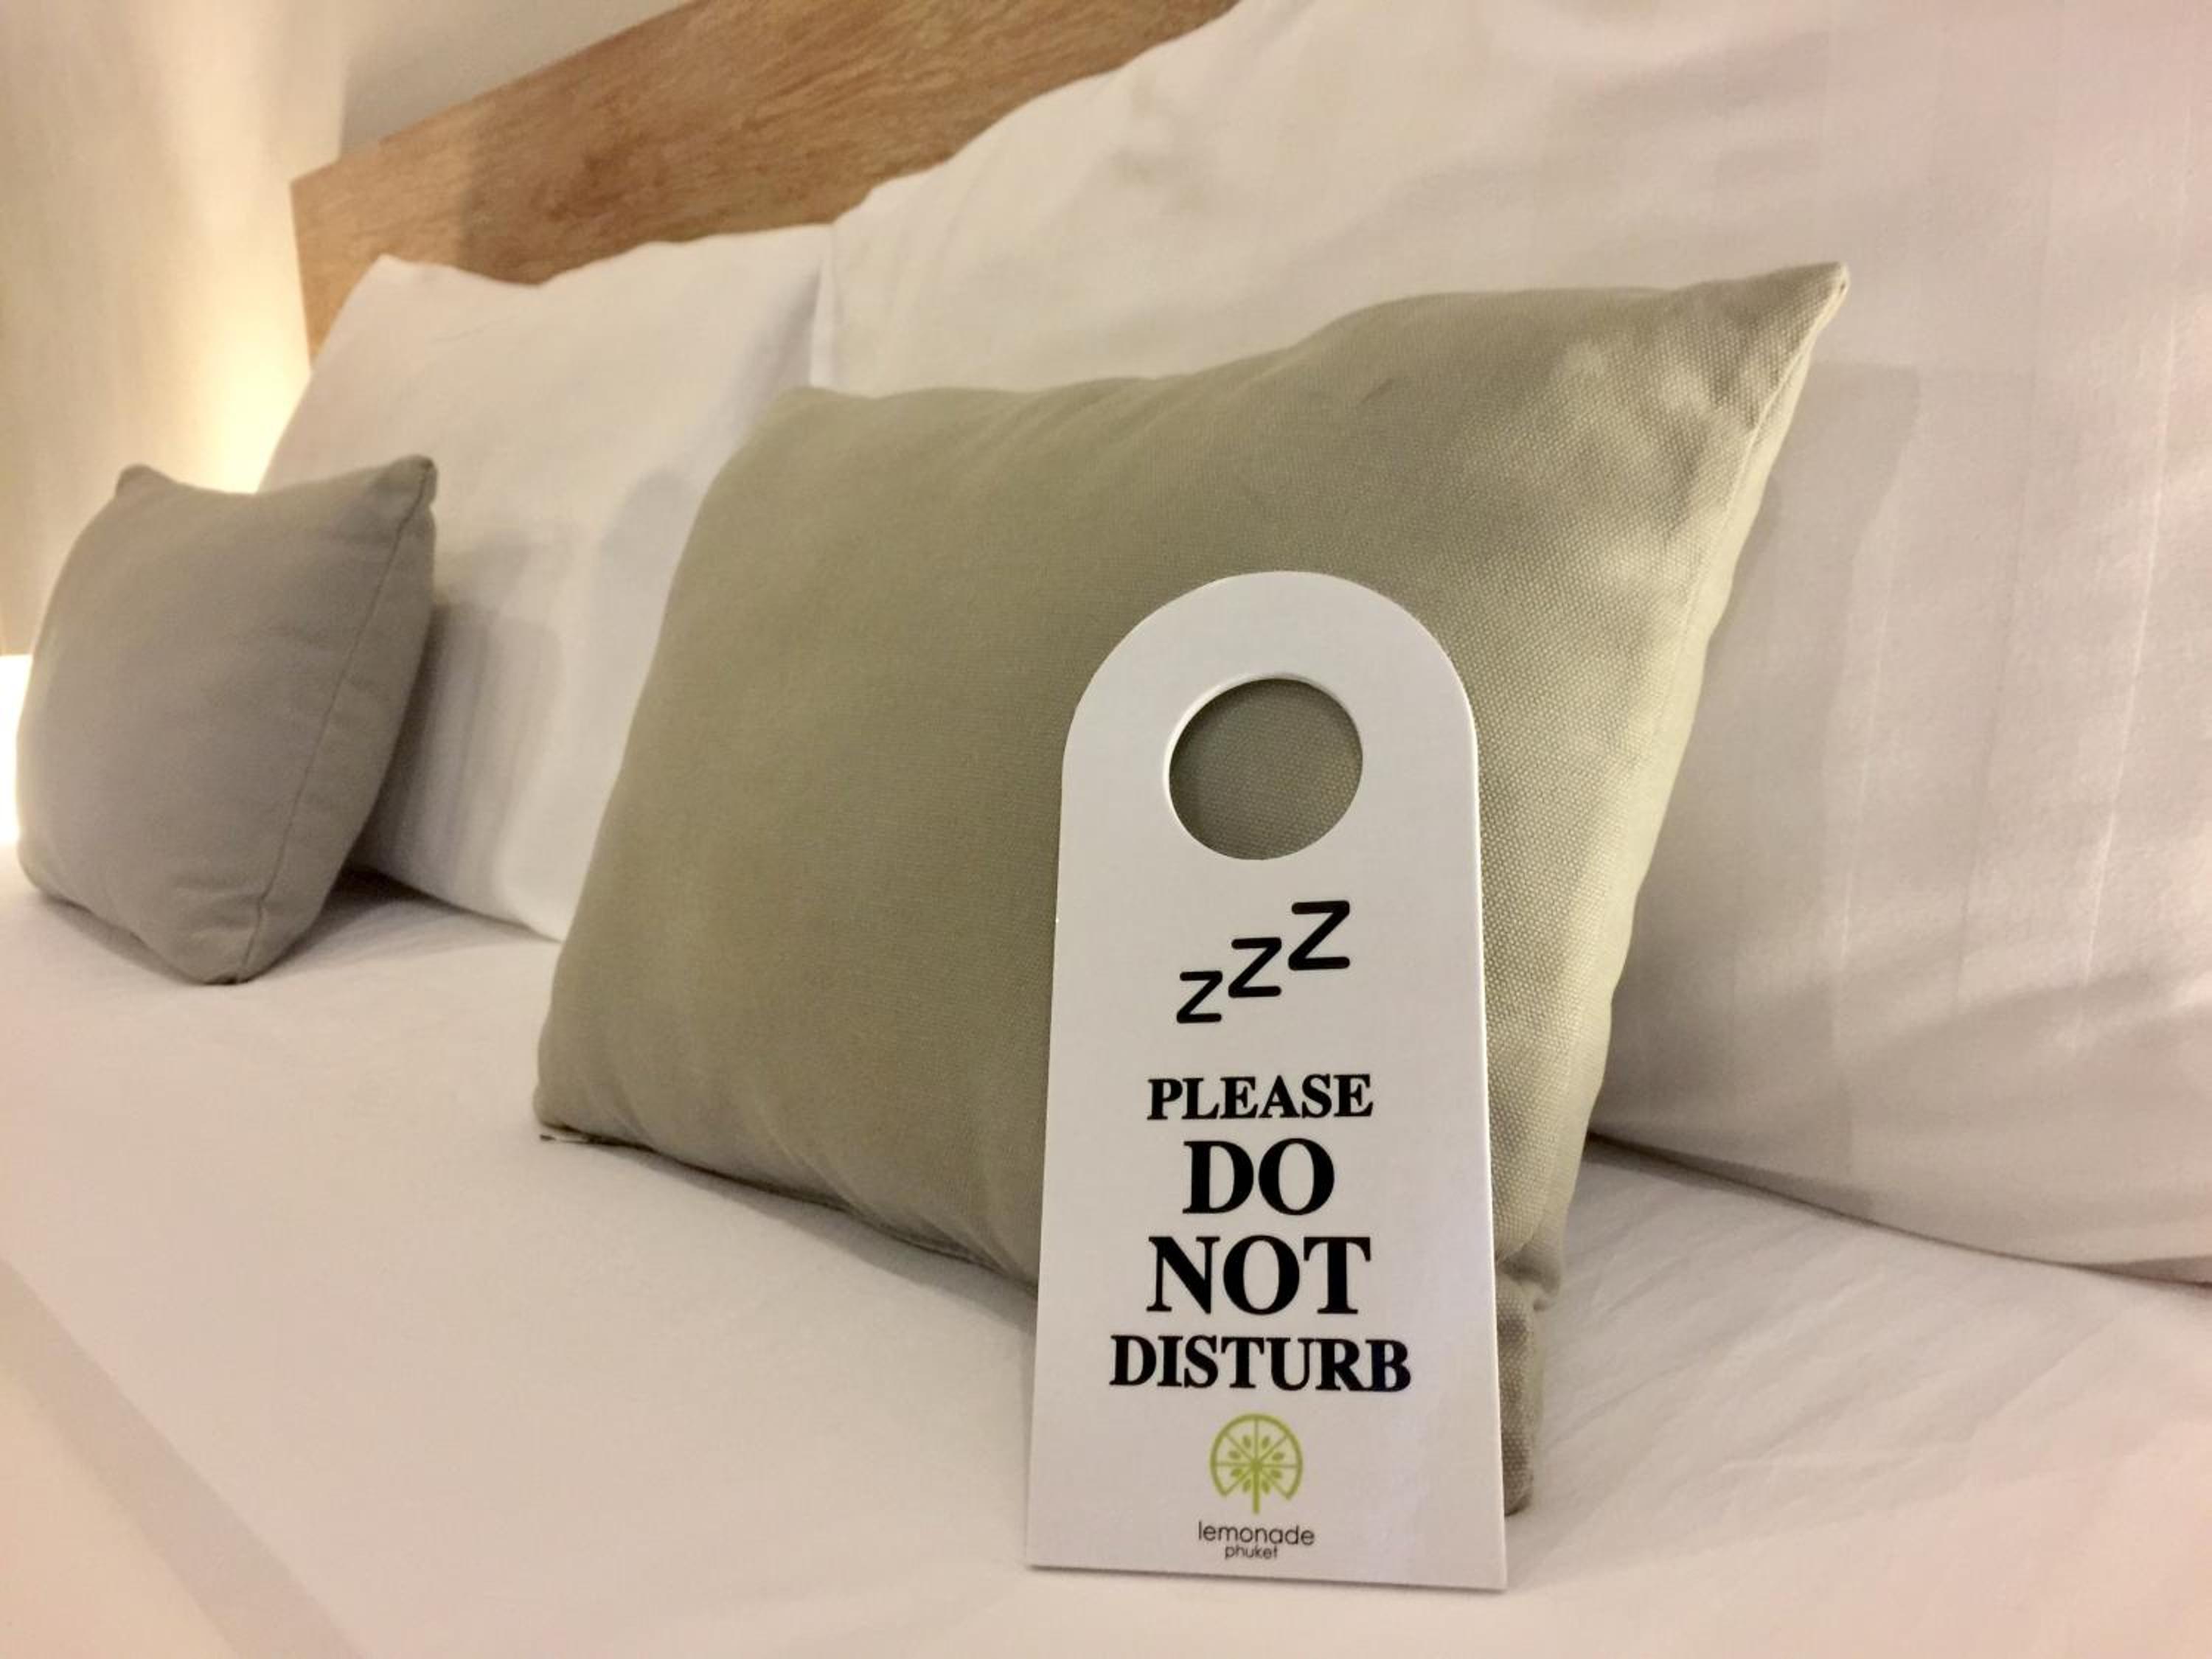 zzZ
PLEASE
DO
NOT
DISTURB
lemonade
phuket